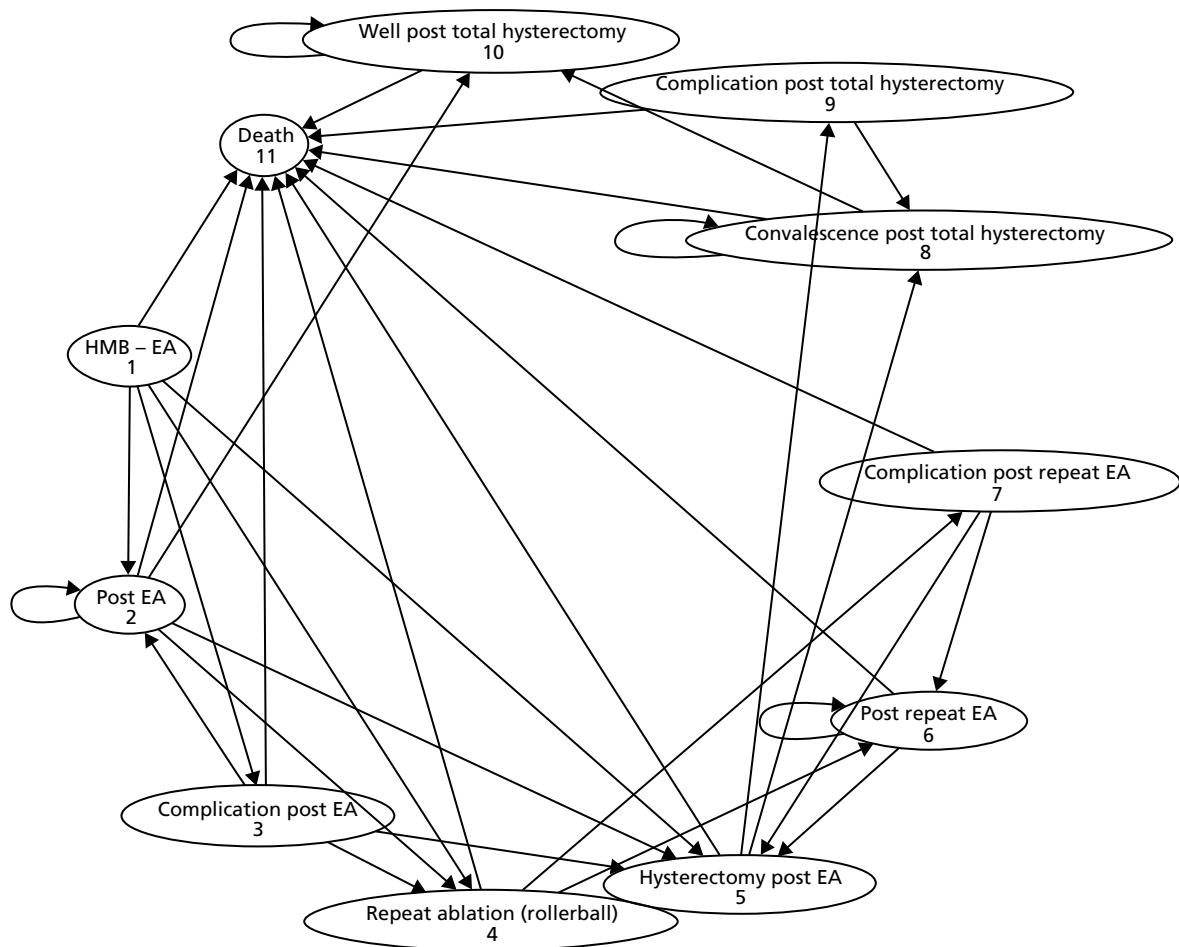 Well post total hysterectomy
10
Complication post total hysterectomy
9
Death
11
Convalescence post total hysterectomy
8
HMB – EA
1
Complication post repeat EA
7
Post EA
2
Post repeat EA
6
Complication post EA
3
Hysterectomy post EA
5
Repeat ablation (rollerball)
4